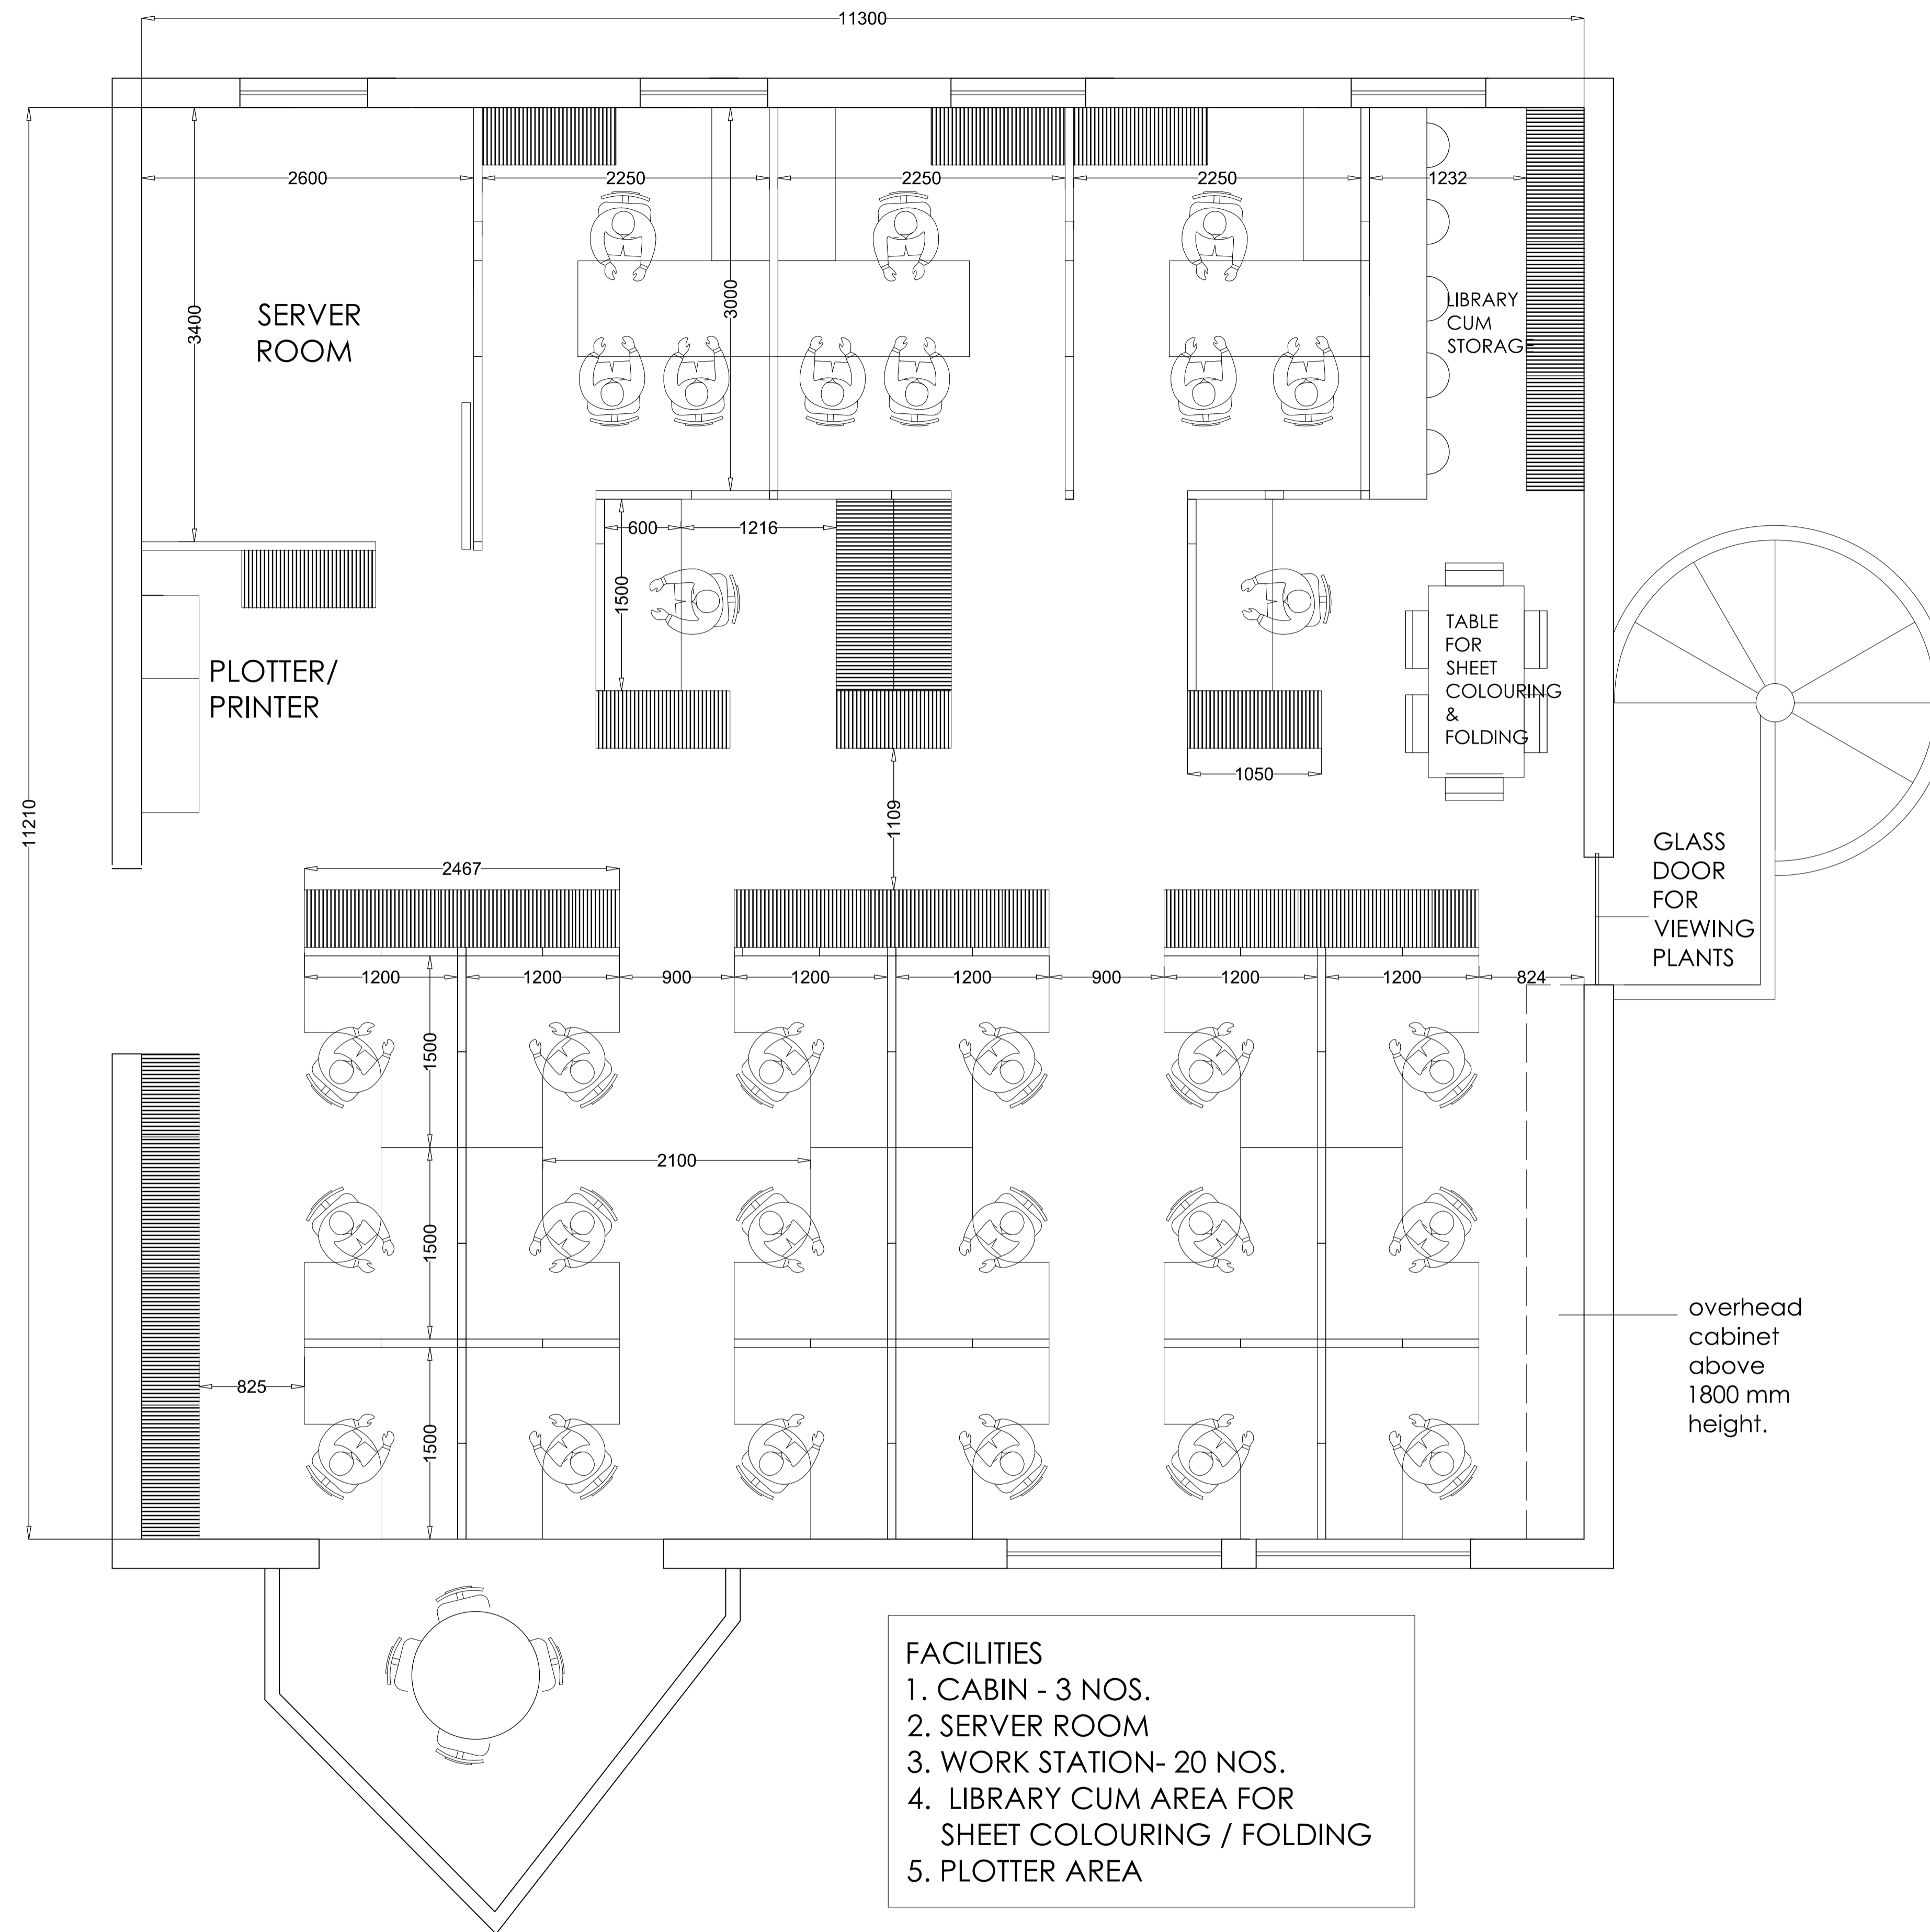 11300
2600
2250
2250
2250
1232
3400
3000
SERVER
ROOM
LIBRARY
CUM
STORAGE
600
1216
1500
TABLE
FOR
SHEET
COLOURING
&
FOLDING
PLOTTER/
PRINTER
1050
11210
1109
GLASS
DOOR
FOR
VIEWING
PLANTS
2467
1200
1200
900
1200
1200
900
1200
1200
824
1500
2100
1500
825
1500
overhead
cabinet
above
1800 mm
height.
FACILITIES
1. CABIN - 3 NOS.
2. SERVER ROOM
3. WORK STATION- 20 NOS.
4. LIBRARY CUM AREA FOR
SHEET COLOURING / FOLDING
5. PLOTTER AREA